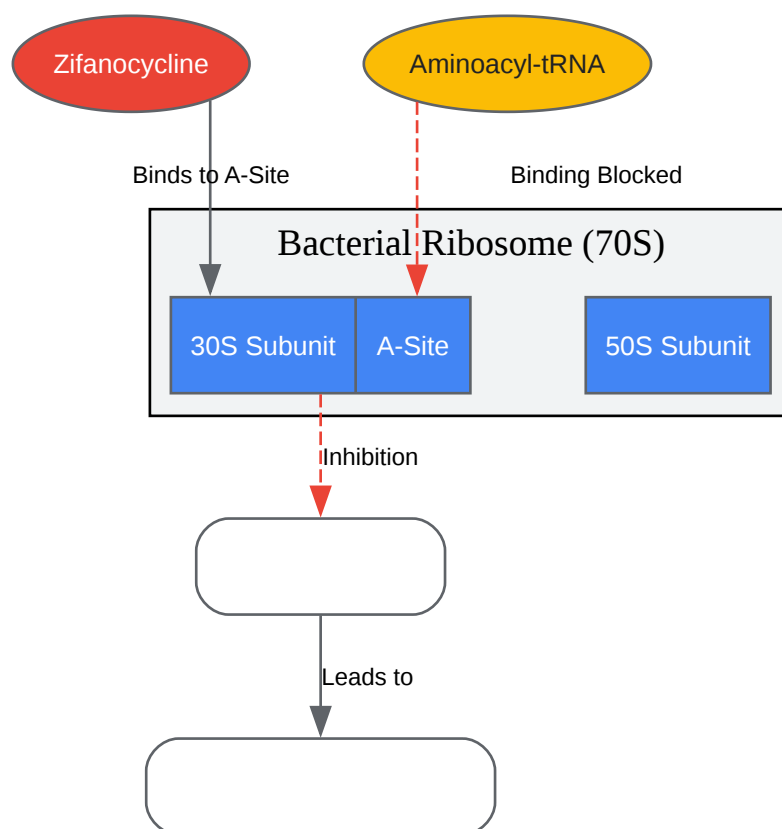 Zifanocycline
Aminoacyl-tRNA
Binds to A-Site
Binding Blocked
Bacterial Ribosome (70S)
30S Subunit
A-Site
50S Subunit
Inhibition
Leads to